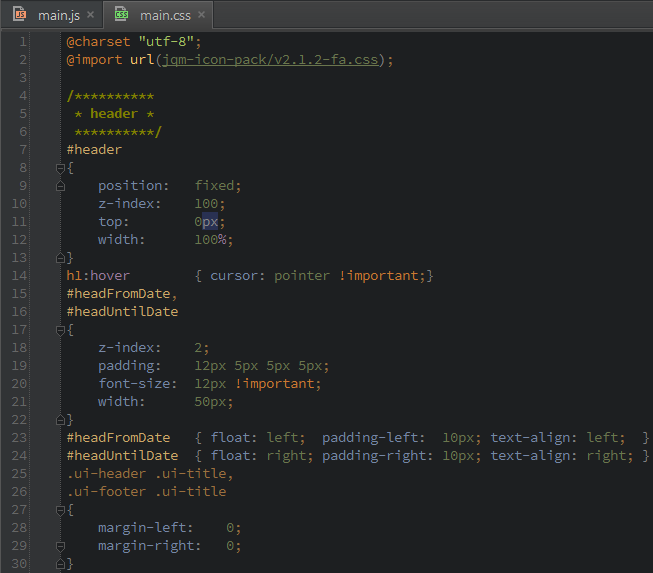 main.js × main.css ×
1 @charset "utf-8";
2 @import url(jqm-icon-pack/v2.1.2-fa.css);
3
4 /**********
5  * header *
6  **********/
7 #header
8 {
9     position:   fixed;
10     z-index:    100;
11     top:        0px;
12     width:      100%;
13 }
14 h1:hover        { cursor: pointer !important;}
15 #headFromDate,
16 #headUntilDate
17 {
18     z-index:    2;
19     padding:    12px 5px 5px 5px;
20     font-size:  12px !important;
21     width:      50px;
22 }
23 #headFromDate   { float: left;  padding-left:  10px; text-align: left;  }
24 #headUntilDate  { float: right; padding-right: 10px; text-align: right; }
25 .ui-header .ui-title,
26 .ui-footer .ui-title
27 {
28     margin-left:    0;
29     margin-right:   0;
30 }